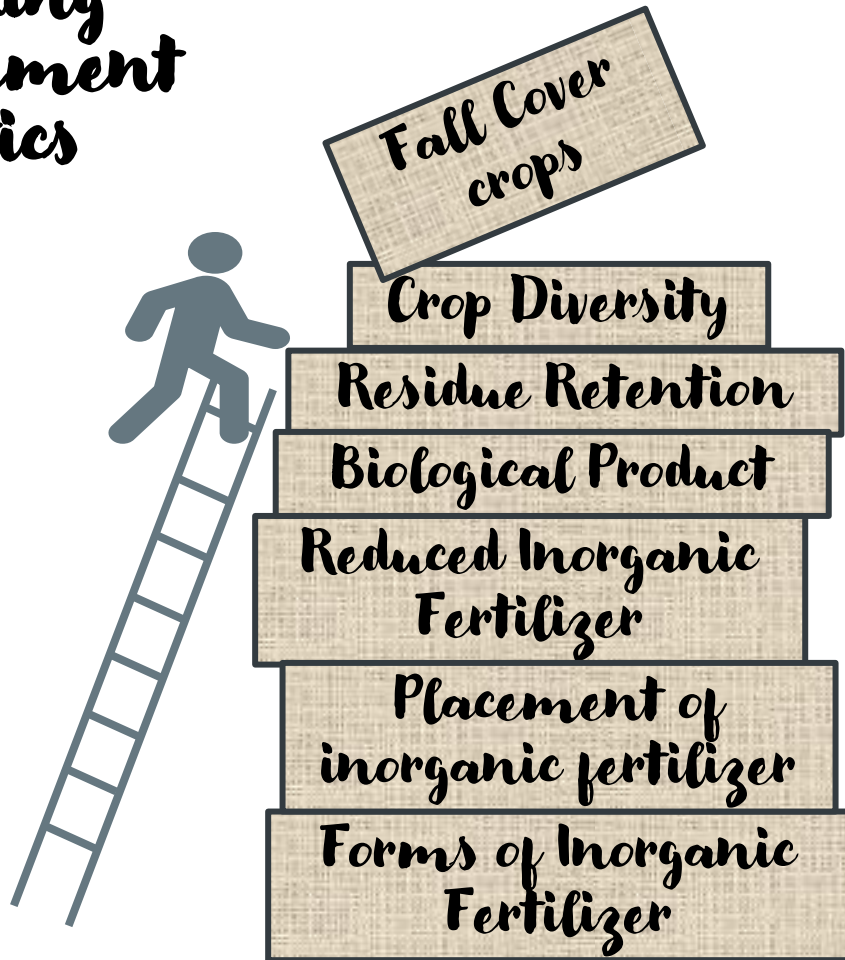 Fall Cover
crops
Crop Diversity
Residue Retention
Biological Product
Reduced Inorganic
Fertilizer
Placement of
inorganic fertilizer
Forms of Inorganic
Fertilizer